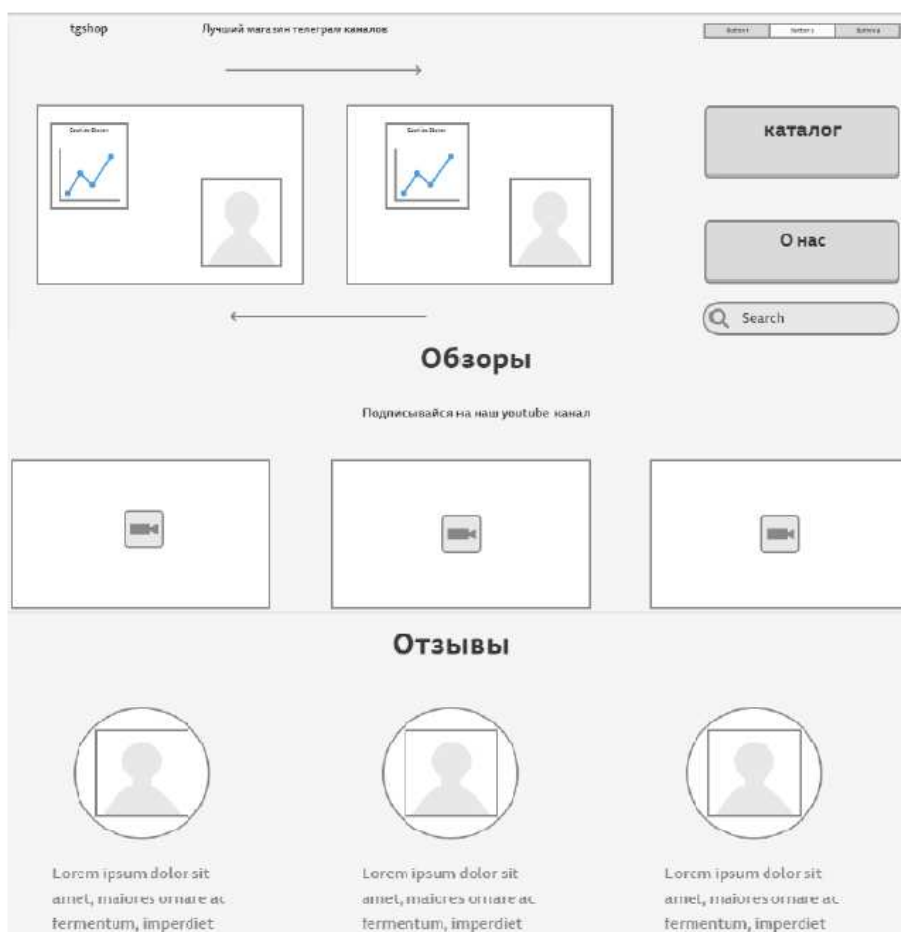 tgshop
Лучший магазин телеграм каналов
каталог
О нас
Search
Обзоры
Подписывайся на наш youtube канал
Отзывы
Lorem ipsum dolor sit
amet, maiores ornare ac
fermentum, imperdiet
Lorem ipsum dolor sit
amet, maiores ornare ac
fermentum, imperdiet
Lorem ipsum dolor sit
amet, maiores ornare ac
fermentum, imperdiet